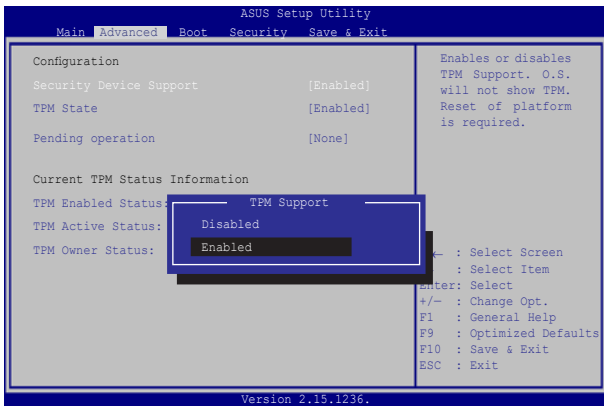 ASUS Setup Utility
Main Advanced Boot Security Save & Exit
Configuration
Security Device Support [Enabled]
TPM State [Enabled]
Pending operation [None]
Current TPM Status Information
TPM Enabled Status:
TPM Active Status:
TPM Owner Status:
TPM Support
Disabled
Enabled
Enables or disables
TPM Support. O.S.
will not show TPM.
Reset of platform
is required.
← : Select Screen
: Select Item
Enter: Select
+/— : Change Opt.
F1 : General Help
F9 : Optimized Defaults
F10 : Save & Exit
ESC : Exit
Version 2.15.1236.